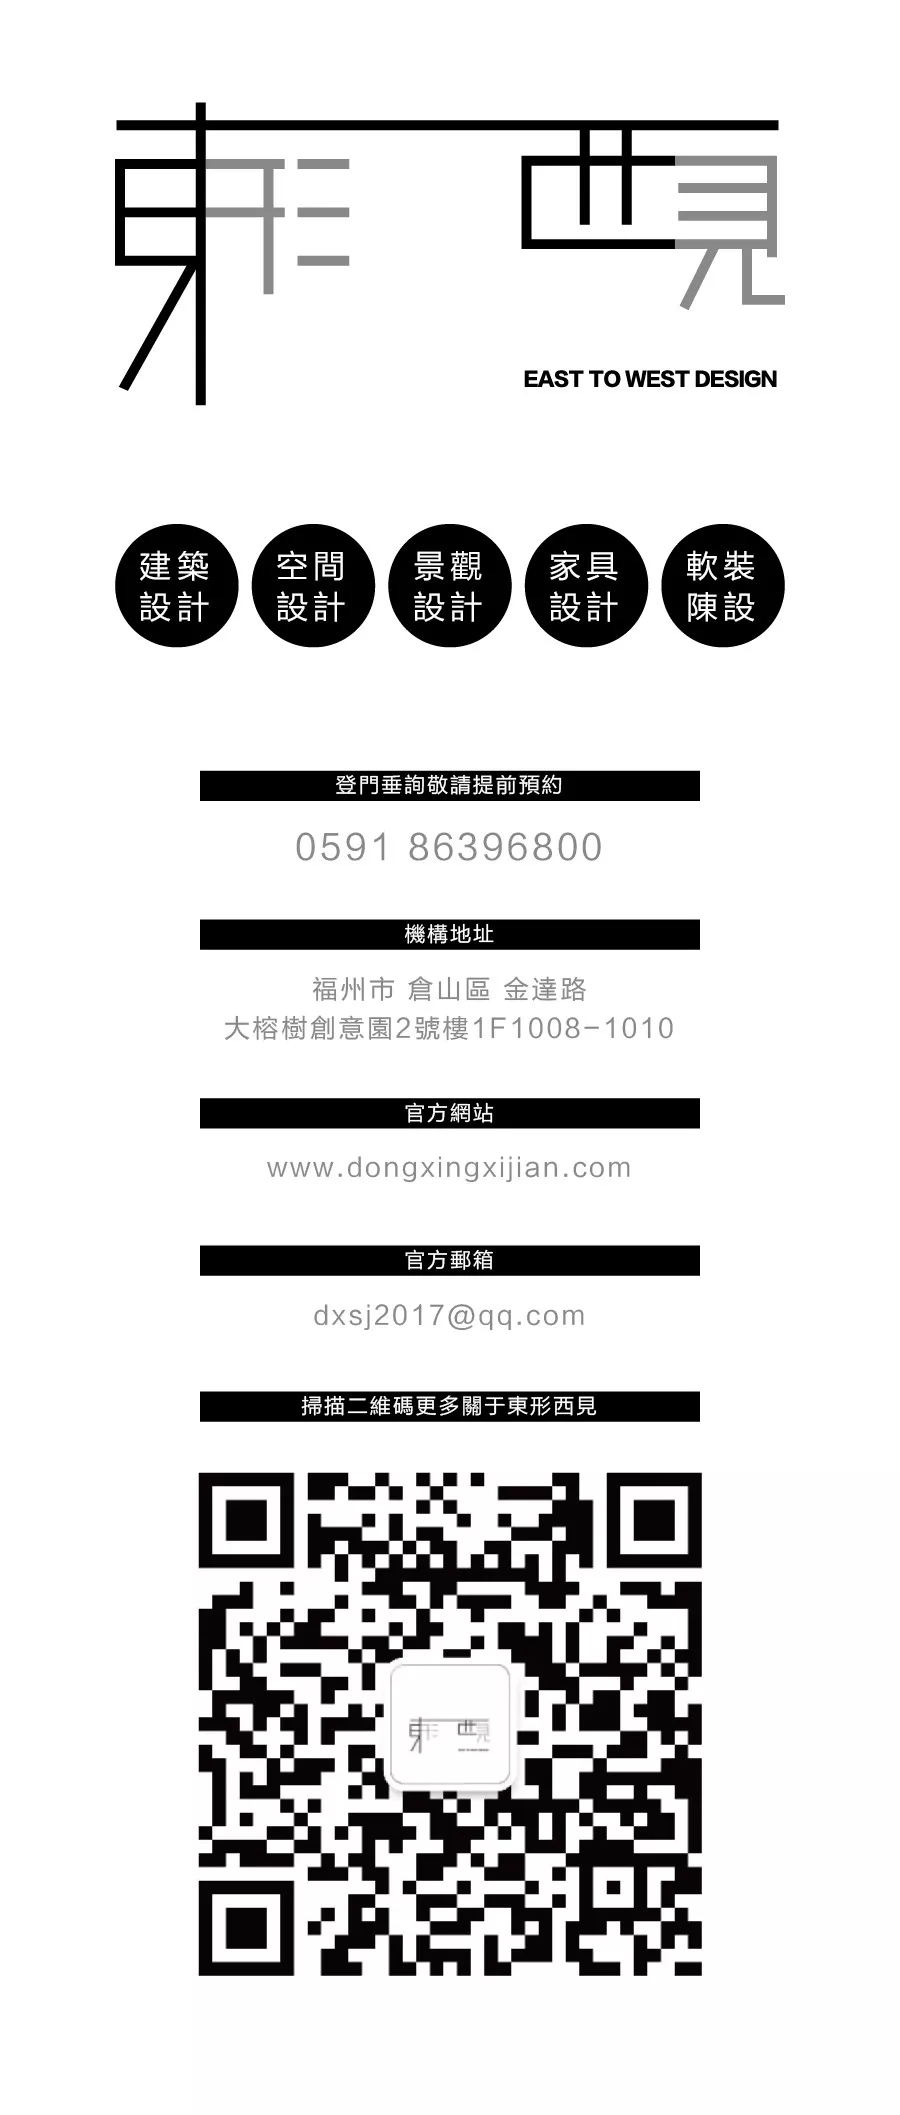 東形 西見
EAST TO WEST DESIGN
建築
設計
空間
設計
景觀
設計
家具
設計
軟裝
陳設
登門垂詢敬請提前預約
0591 86396800
機構地址
福州市 倉山區 金達路
大榕樹創意園2號樓1F1008-1010
官方網站
www.dongxingxijian.com
官方郵箱
dxsj2017@qq.com
掃描二維碼更多關于東形西見
東形 西見